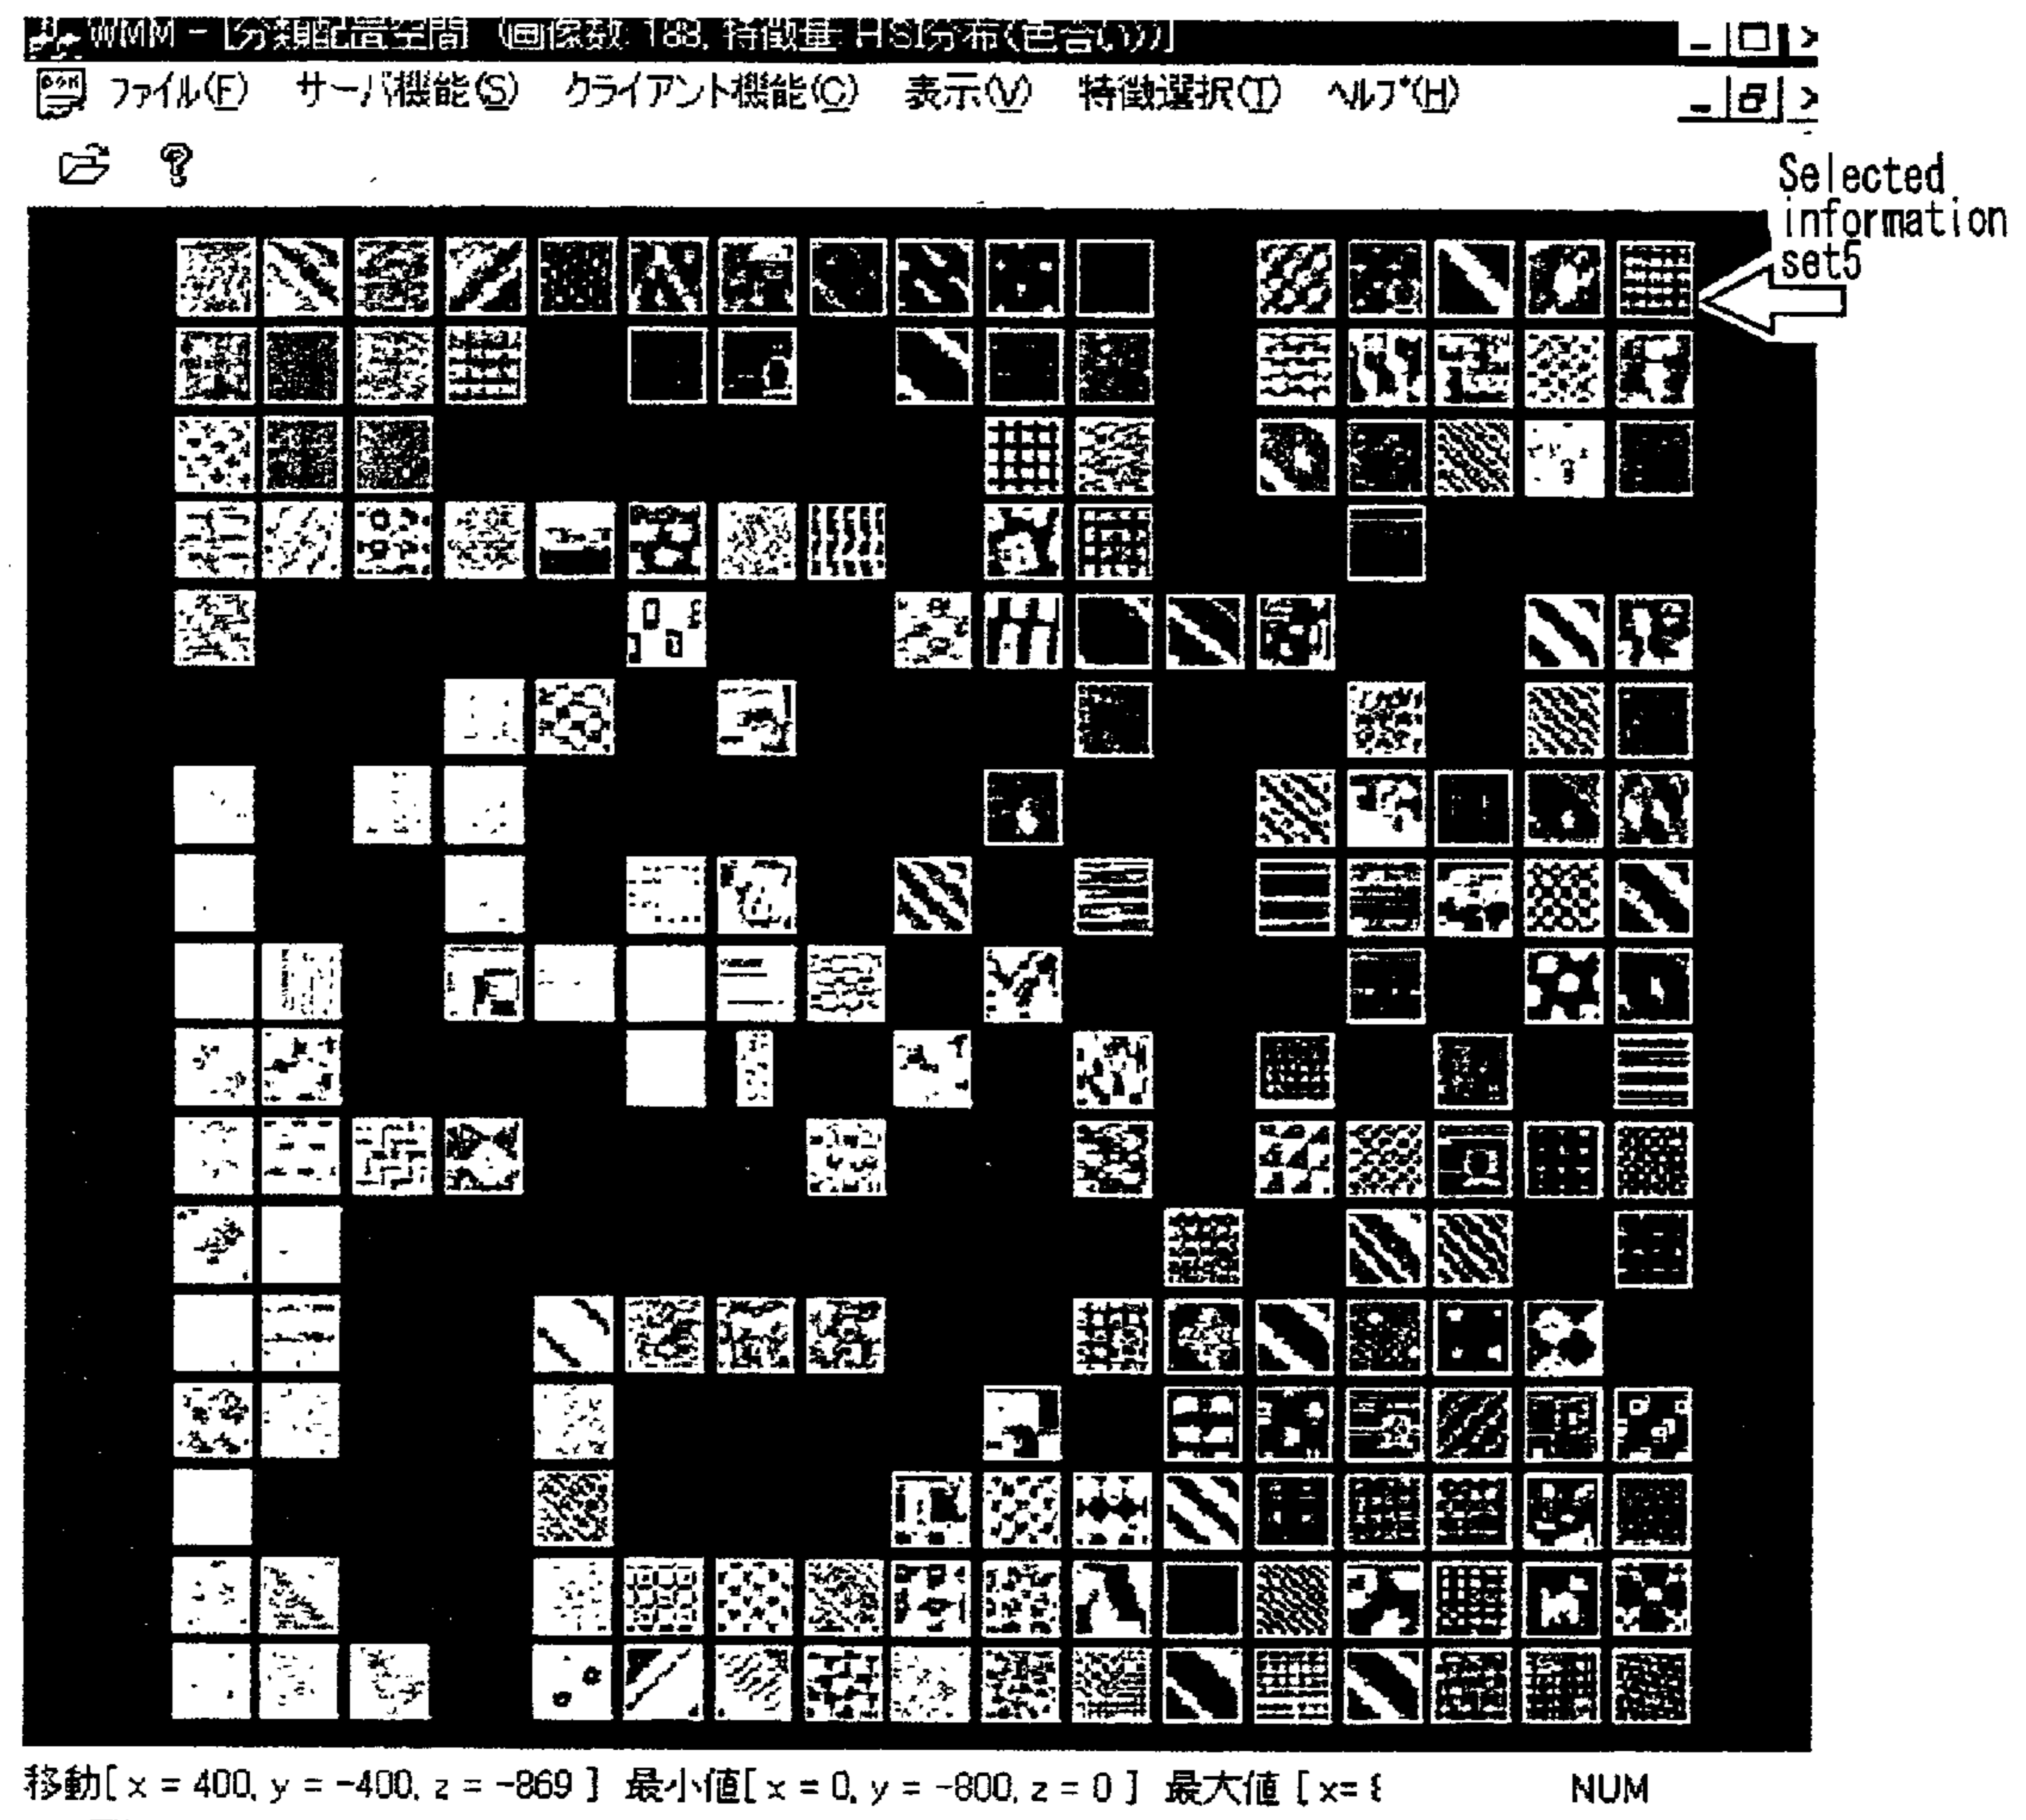 WMM - [分類配置空間 (画像数: 188, 特徴量: HSI分布(色合い))]
ファイル(F) サーバ機能(S) クライアント機能(C) 表示(V) 特徴選択(T) ヘルプ(H)
Selected
information
set5
移動[ x = 400, y = -400, z = -869 ] 最小値[ x = 0, y = -800, z = 0 ] 最大値 [ x= NUM